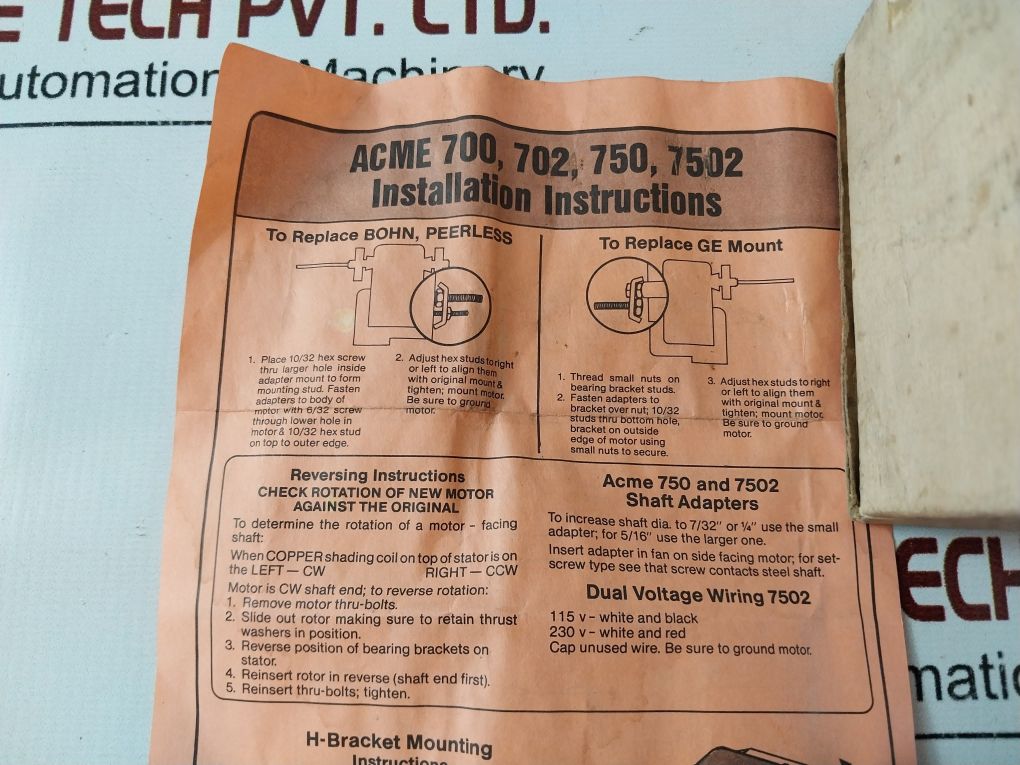 E TECH PVT. LTD.
utomation Machinery
ACME 700, 702, 750, 7502
Installation Instructions
To Replace BOHN, PEERLESS
1. Place 10/32 hex screw
thru larger hole inside
adapter mount to form
mounting stud. Fasten
adapters to body of
motor with 6/32 screw
through lower hole in
motor & 10/32 hex stud
on top to outer edge.
2. Adjust hex studs to right
or left to align them
with original mount &
tighten; mount motor.
Be sure to ground
motor.
To Replace GE Mount
1. Thread small nuts on
bearing bracket studs.
2. Fasten adapters to
bracket over nut; 10/32
studs thru bottom hole,
bracket on outside
edge of motor using
small nuts to secure.
3. Adjust hex studs to right
or left to align them
with original mount &
tighten; mount motor.
Be sure to ground
motor.
Reversing Instructions
CHECK ROTATION OF NEW MOTOR
AGAINST THE ORIGINAL
To determine the rotation of a motor – facing
shaft:
When COPPER shading coil on top of stator is on
the LEFT — CW RIGHT — CCW
Motor is CW shaft end; to reverse rotation:
1. Remove motor thru-bolts.
2. Slide out rotor making sure to retain thrust
washers in position.
3. Reverse position of bearing brackets on
stator.
4. Reinsert rotor in reverse (shaft end first).
5. Reinsert thru-bolts; tighten.
Acme 750 and 7502
Shaft Adapters
To increase shaft dia. to 7/32" or ¼" use the small
adapter; for 5/16" use the larger one.
Insert adapter in fan on side facing motor; for set-
screw type see that screw contacts steel shaft.
Dual Voltage Wiring 7502
115 v – white and black
230 v – white and red
Cap unused wire. Be sure to ground motor.
H-Bracket Mounting
Instructions
ECH
matic